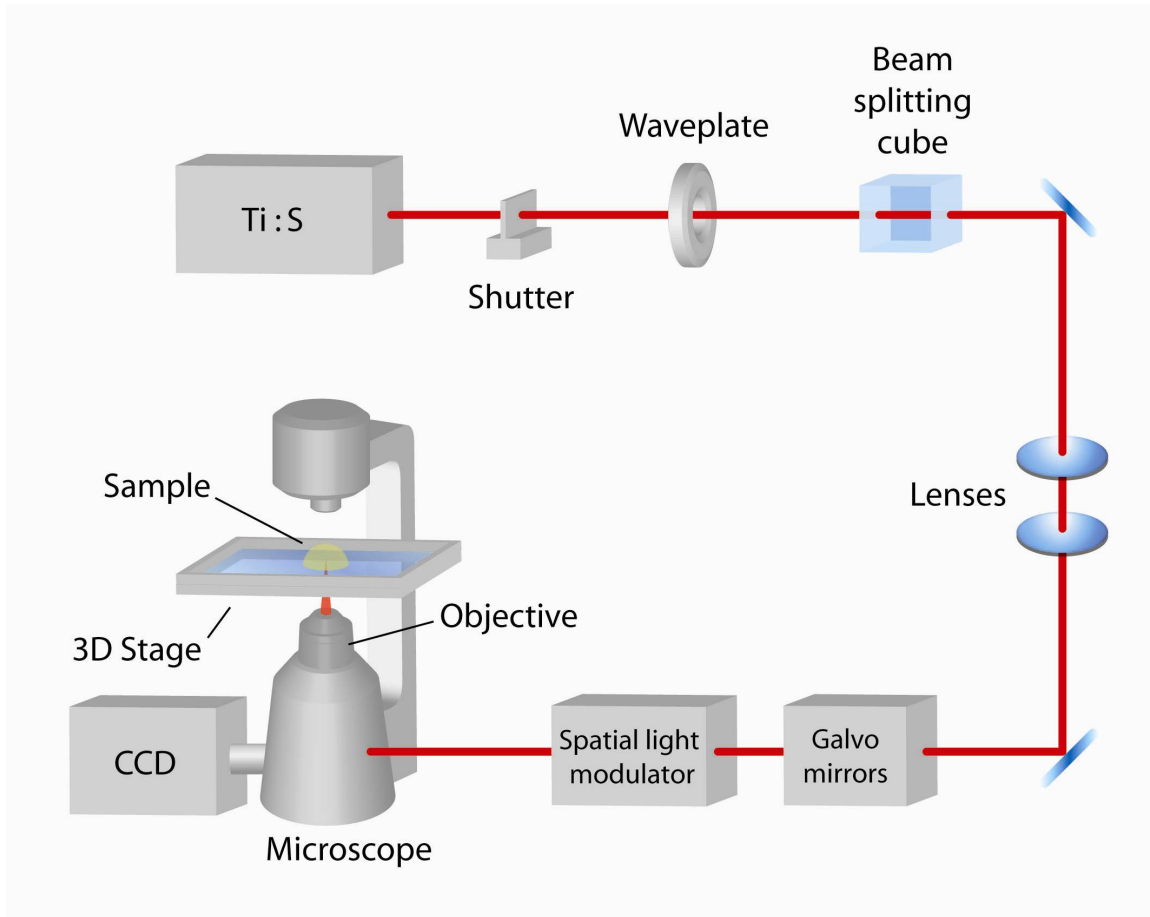 Beam
splitting
cube
Waveplate
Ti : S
Shutter
Sample
Lenses
Objective
3D Stage
CCD
Spatial light
modulator
Galvo
mirrors
Microscope